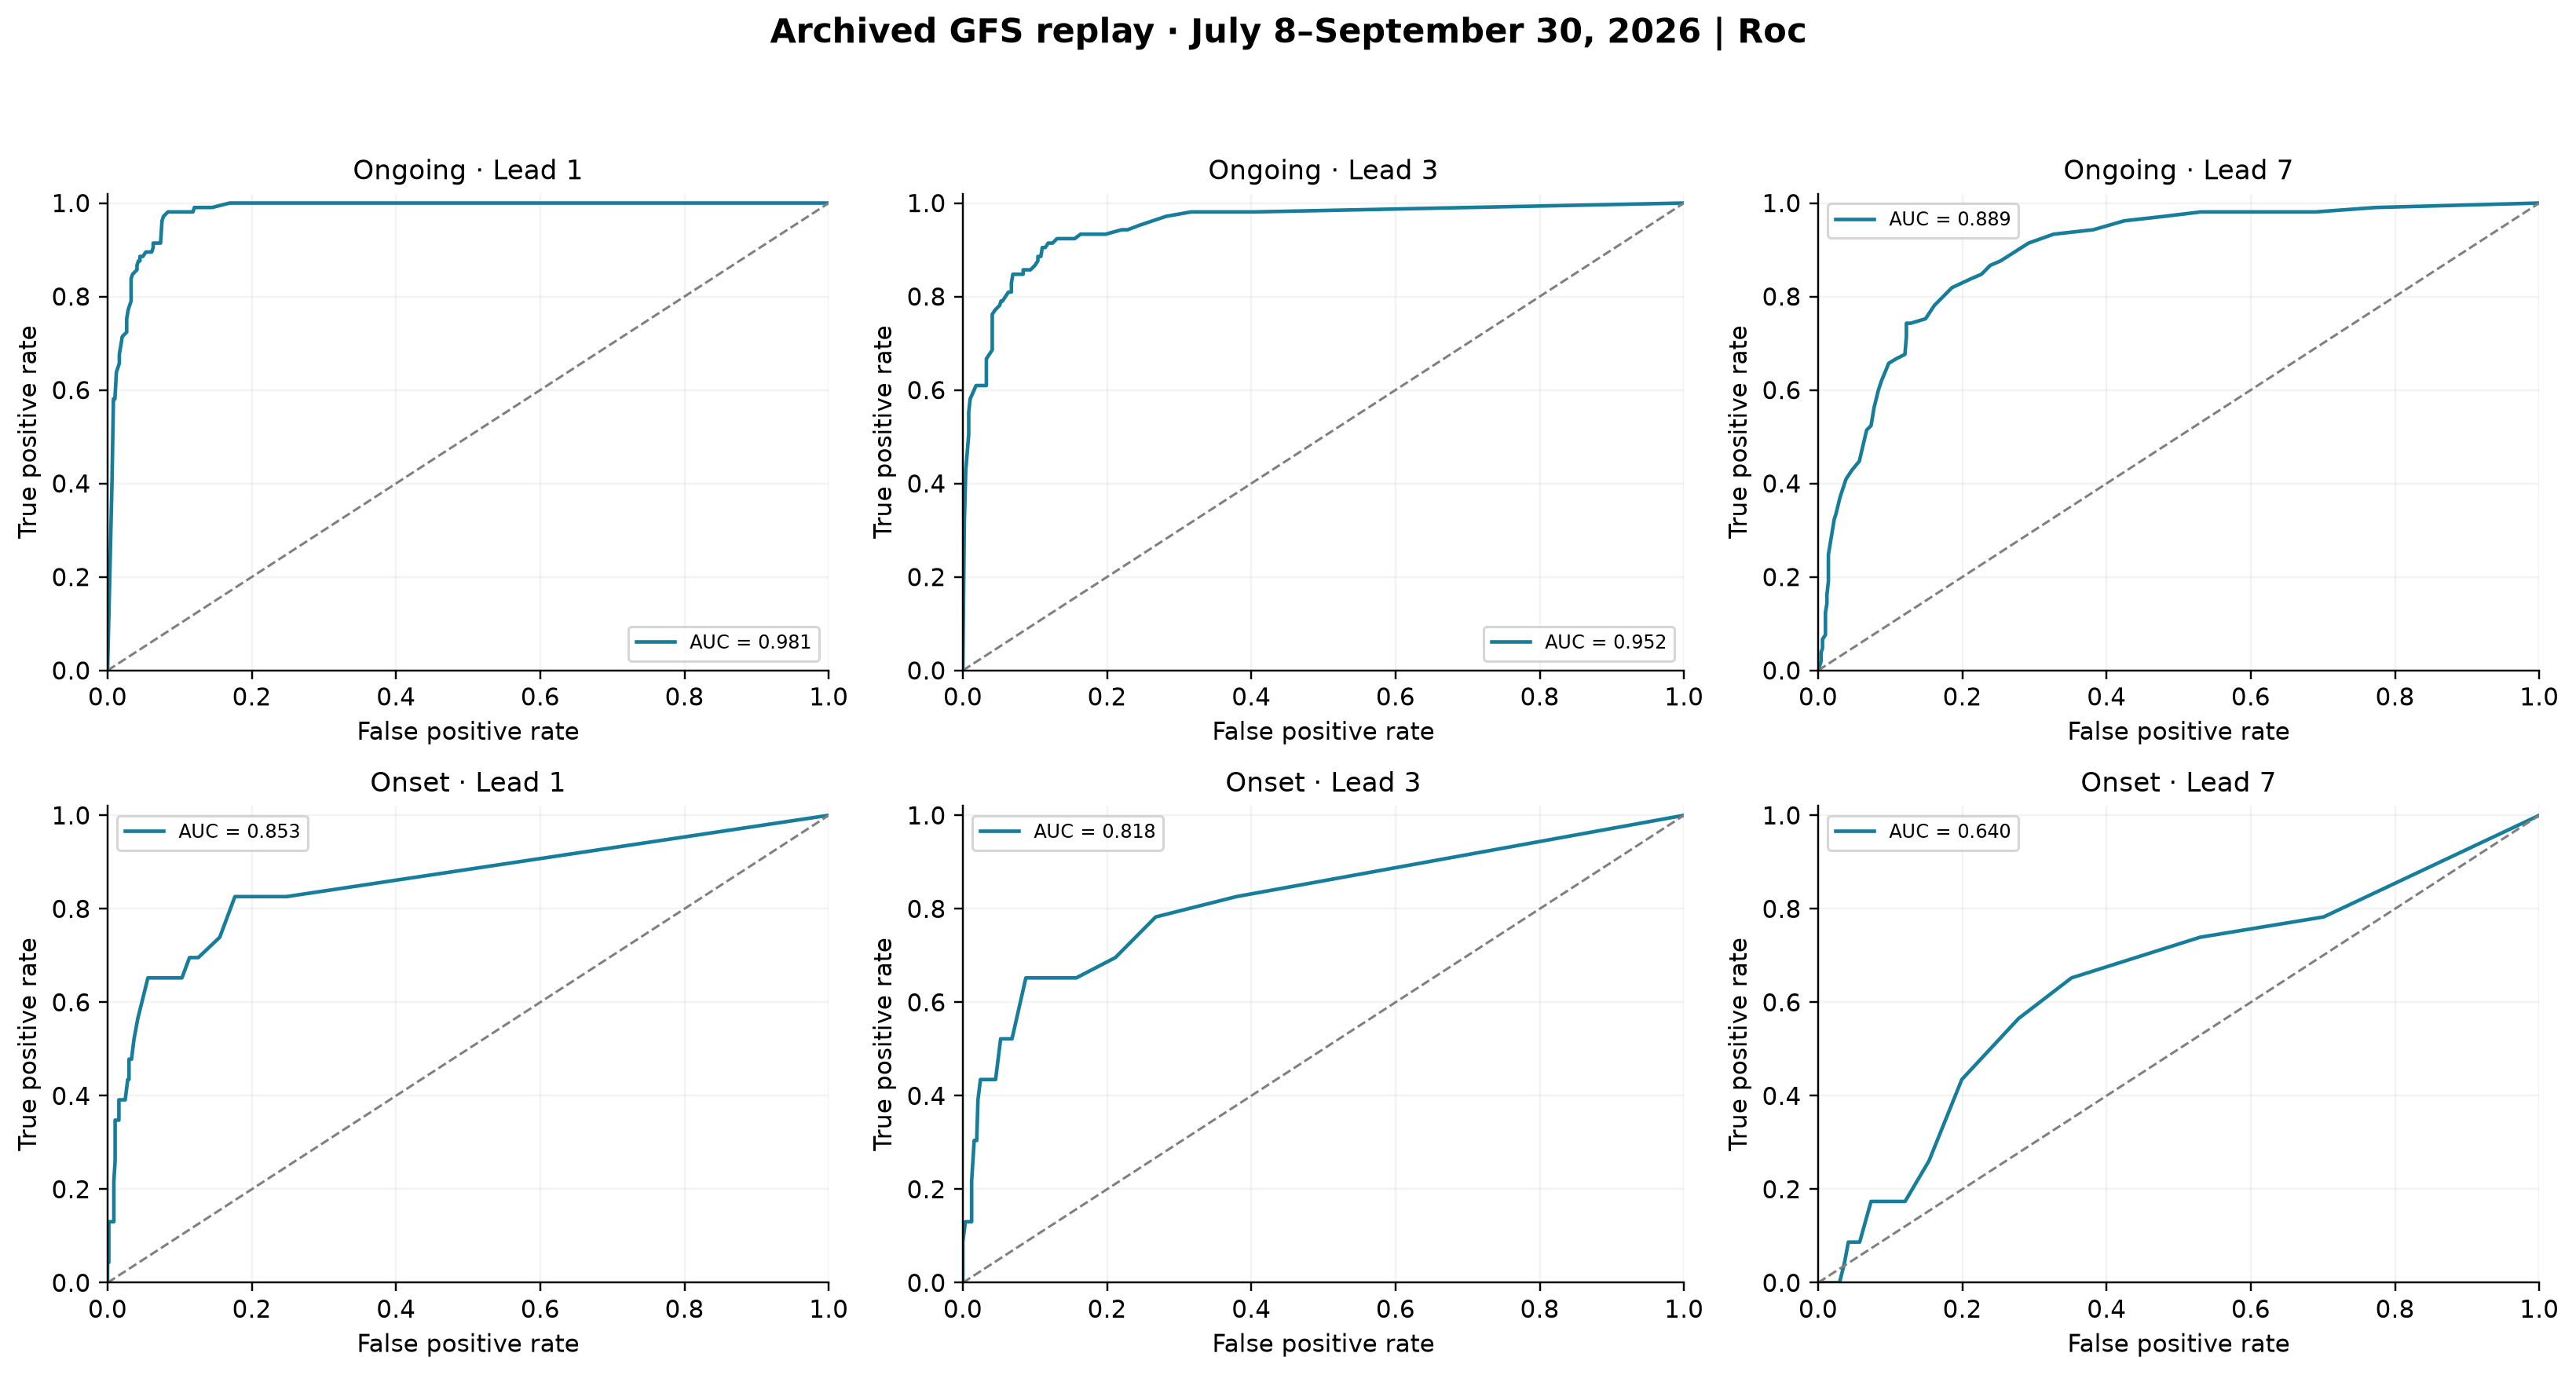 Archived GFS replay · July 8–September 30, 2026 | Roc
Ongoing · Lead 1
True positive rate
1.0
0.8
0.6
0.4
0.2
0.0
AUC = 0.981
0.0 0.2 0.4 0.6 0.8 1.0
False positive rate
Ongoing · Lead 3
True positive rate
1.0
0.8
0.6
0.4
0.2
0.0
AUC = 0.952
0.0 0.2 0.4 0.6 0.8 1.0
False positive rate
Ongoing · Lead 7
True positive rate
1.0
0.8
0.6
0.4
0.2
0.0
AUC = 0.889
0.0 0.2 0.4 0.6 0.8 1.0
False positive rate
Onset · Lead 1
True positive rate
1.0
0.8
0.6
0.4
0.2
0.0
AUC = 0.853
0.0 0.2 0.4 0.6 0.8 1.0
False positive rate
Onset · Lead 3
True positive rate
1.0
0.8
0.6
0.4
0.2
0.0
AUC = 0.818
0.0 0.2 0.4 0.6 0.8 1.0
False positive rate
Onset · Lead 7
True positive rate
1.0
0.8
0.6
0.4
0.2
0.0
AUC = 0.640
0.0 0.2 0.4 0.6 0.8 1.0
False positive rate